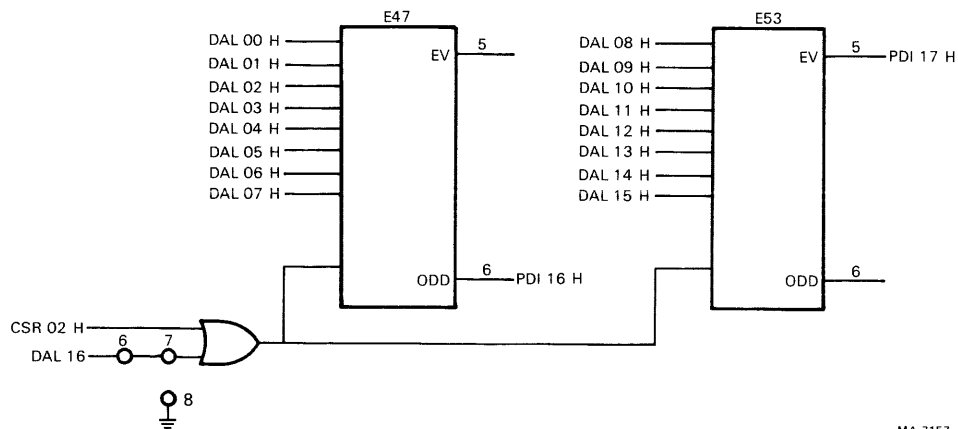 E47
DAL 00 H
DAL 01 H
DAL 02 H
DAL 03 H
DAL 04 H
DAL 05 H
DAL 06 H
DAL 07 H
EV
5
ODD
6
PDI 16 H
E53
DAL 08 H
DAL 09 H
DAL 10 H
DAL 11 H
DAL 12 H
DAL 13 H
DAL 14 H
DAL 15 H
EV
5
PDI 17 H
ODD
6
CSR 02 H
DAL 16
6
7
8
MA-7157